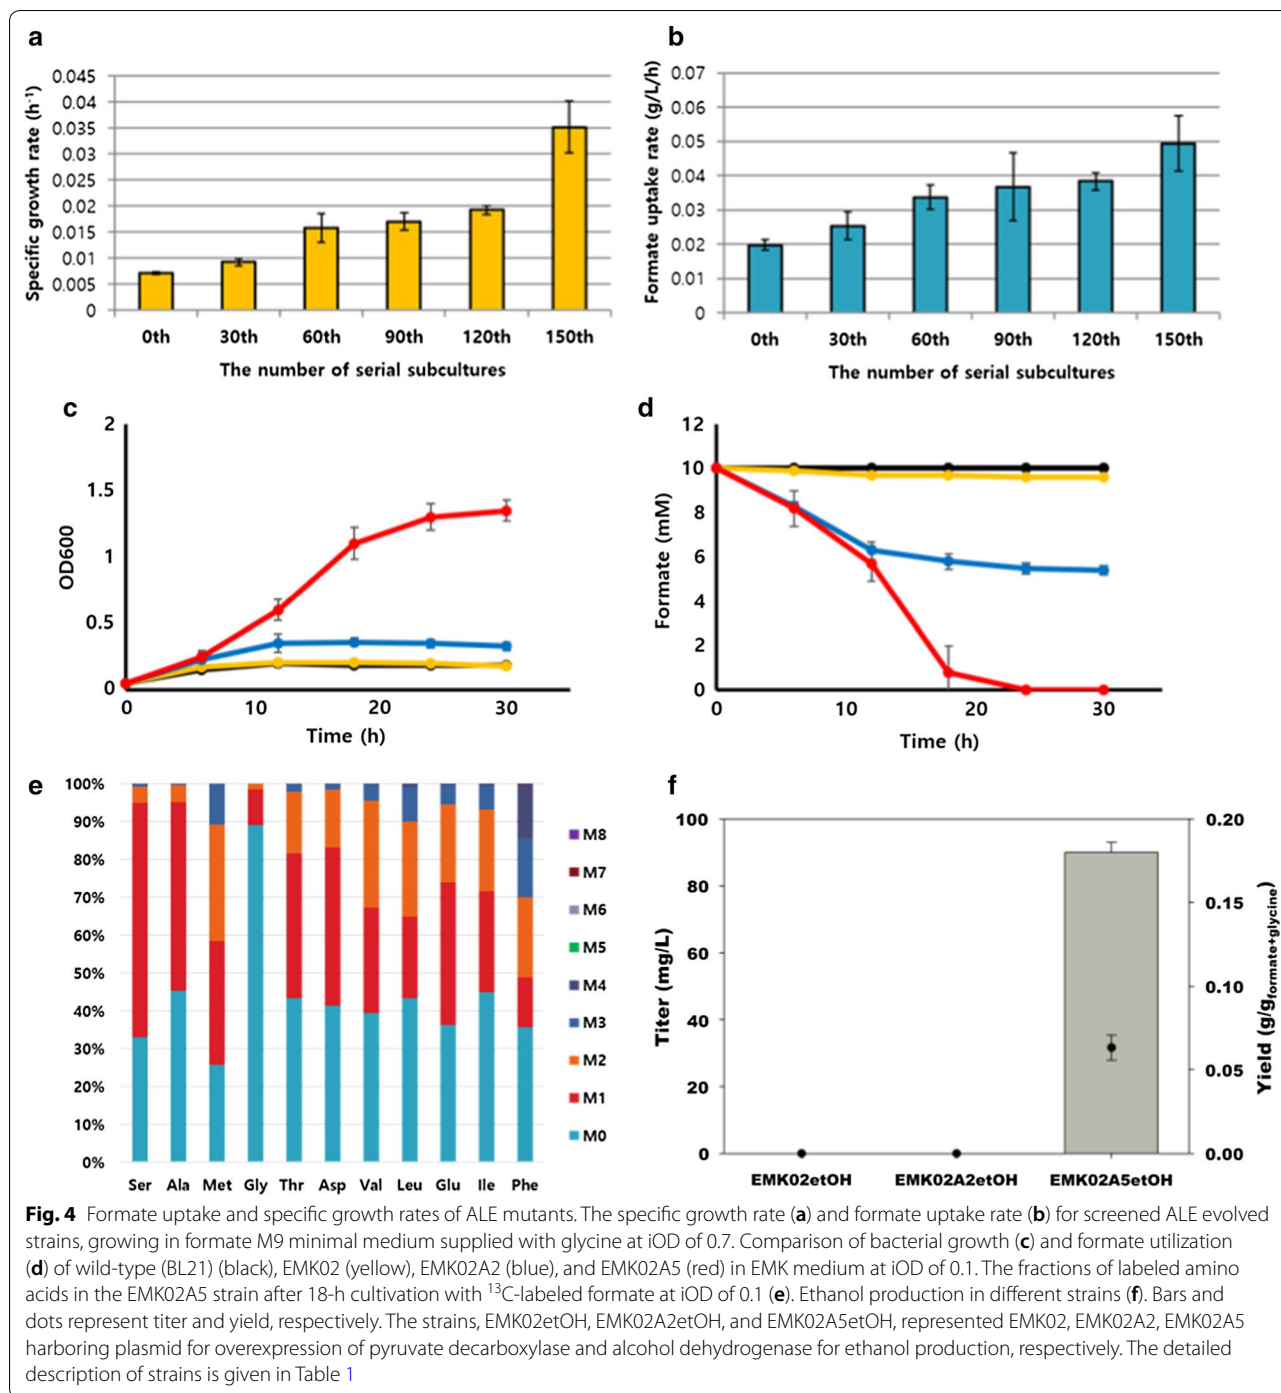 a
Specific growth rate (h⁻¹)
0.045
0.04
0.035
0.03
0.025
0.02
0.015
0.01
0.005
0
0th 30th 60th 90th 120th 150th
The number of serial subcultures
b
Formate uptake rate (g/L/h)
0.07
0.06
0.05
0.04
0.03
0.02
0.01
0
0th 30th 60th 90th 120th 150th
The number of serial subcultures
c
OD600
2
1.5
1
0.5
0
0 10 20 30
Time (h)
d
Formate (mM)
12
10
8
6
4
2
0
0 10 20 30
Time (h)
e
100%
90%
80%
70%
60%
50%
40%
30%
20%
10%
0%
Ser Ala Met Gly Thr Asp Val Leu Glu Ile Phe
M8
M7
M6
M5
M4
M3
M2
M1
M0
f
Titer (mg/L)
100
80
60
40
20
0
0.20
0.15
0.10
0.05
0.00
Yield (g/g formate+glycine)
EMK02etOH EMK02A2etOH EMK02A5etOH
Fig. 4 Formate uptake and specific growth rates of ALE mutants. The specific growth rate (a) and formate uptake rate (b) for screened ALE evolved
strains, growing in formate M9 minimal medium supplied with glycine at iOD of 0.7. Comparison of bacterial growth (c) and formate utilization
(d) of wild-type (BL21) (black), EMK02 (yellow), EMK02A2 (blue), and EMK02A5 (red) in EMK medium at iOD of 0.1. The fractions of labeled amino
acids in the EMK02A5 strain after 18-h cultivation with ¹³C-labeled formate at iOD of 0.1 (e). Ethanol production in different strains (f). Bars and
dots represent titer and yield, respectively. The strains, EMK02etOH, EMK02A2etOH, and EMK02A5etOH, represented EMK02, EMK02A2, EMK02A5
harboring plasmid for overexpression of pyruvate decarboxylase and alcohol dehydrogenase for ethanol production, respectively. The detailed
description of strains is given in Table 1